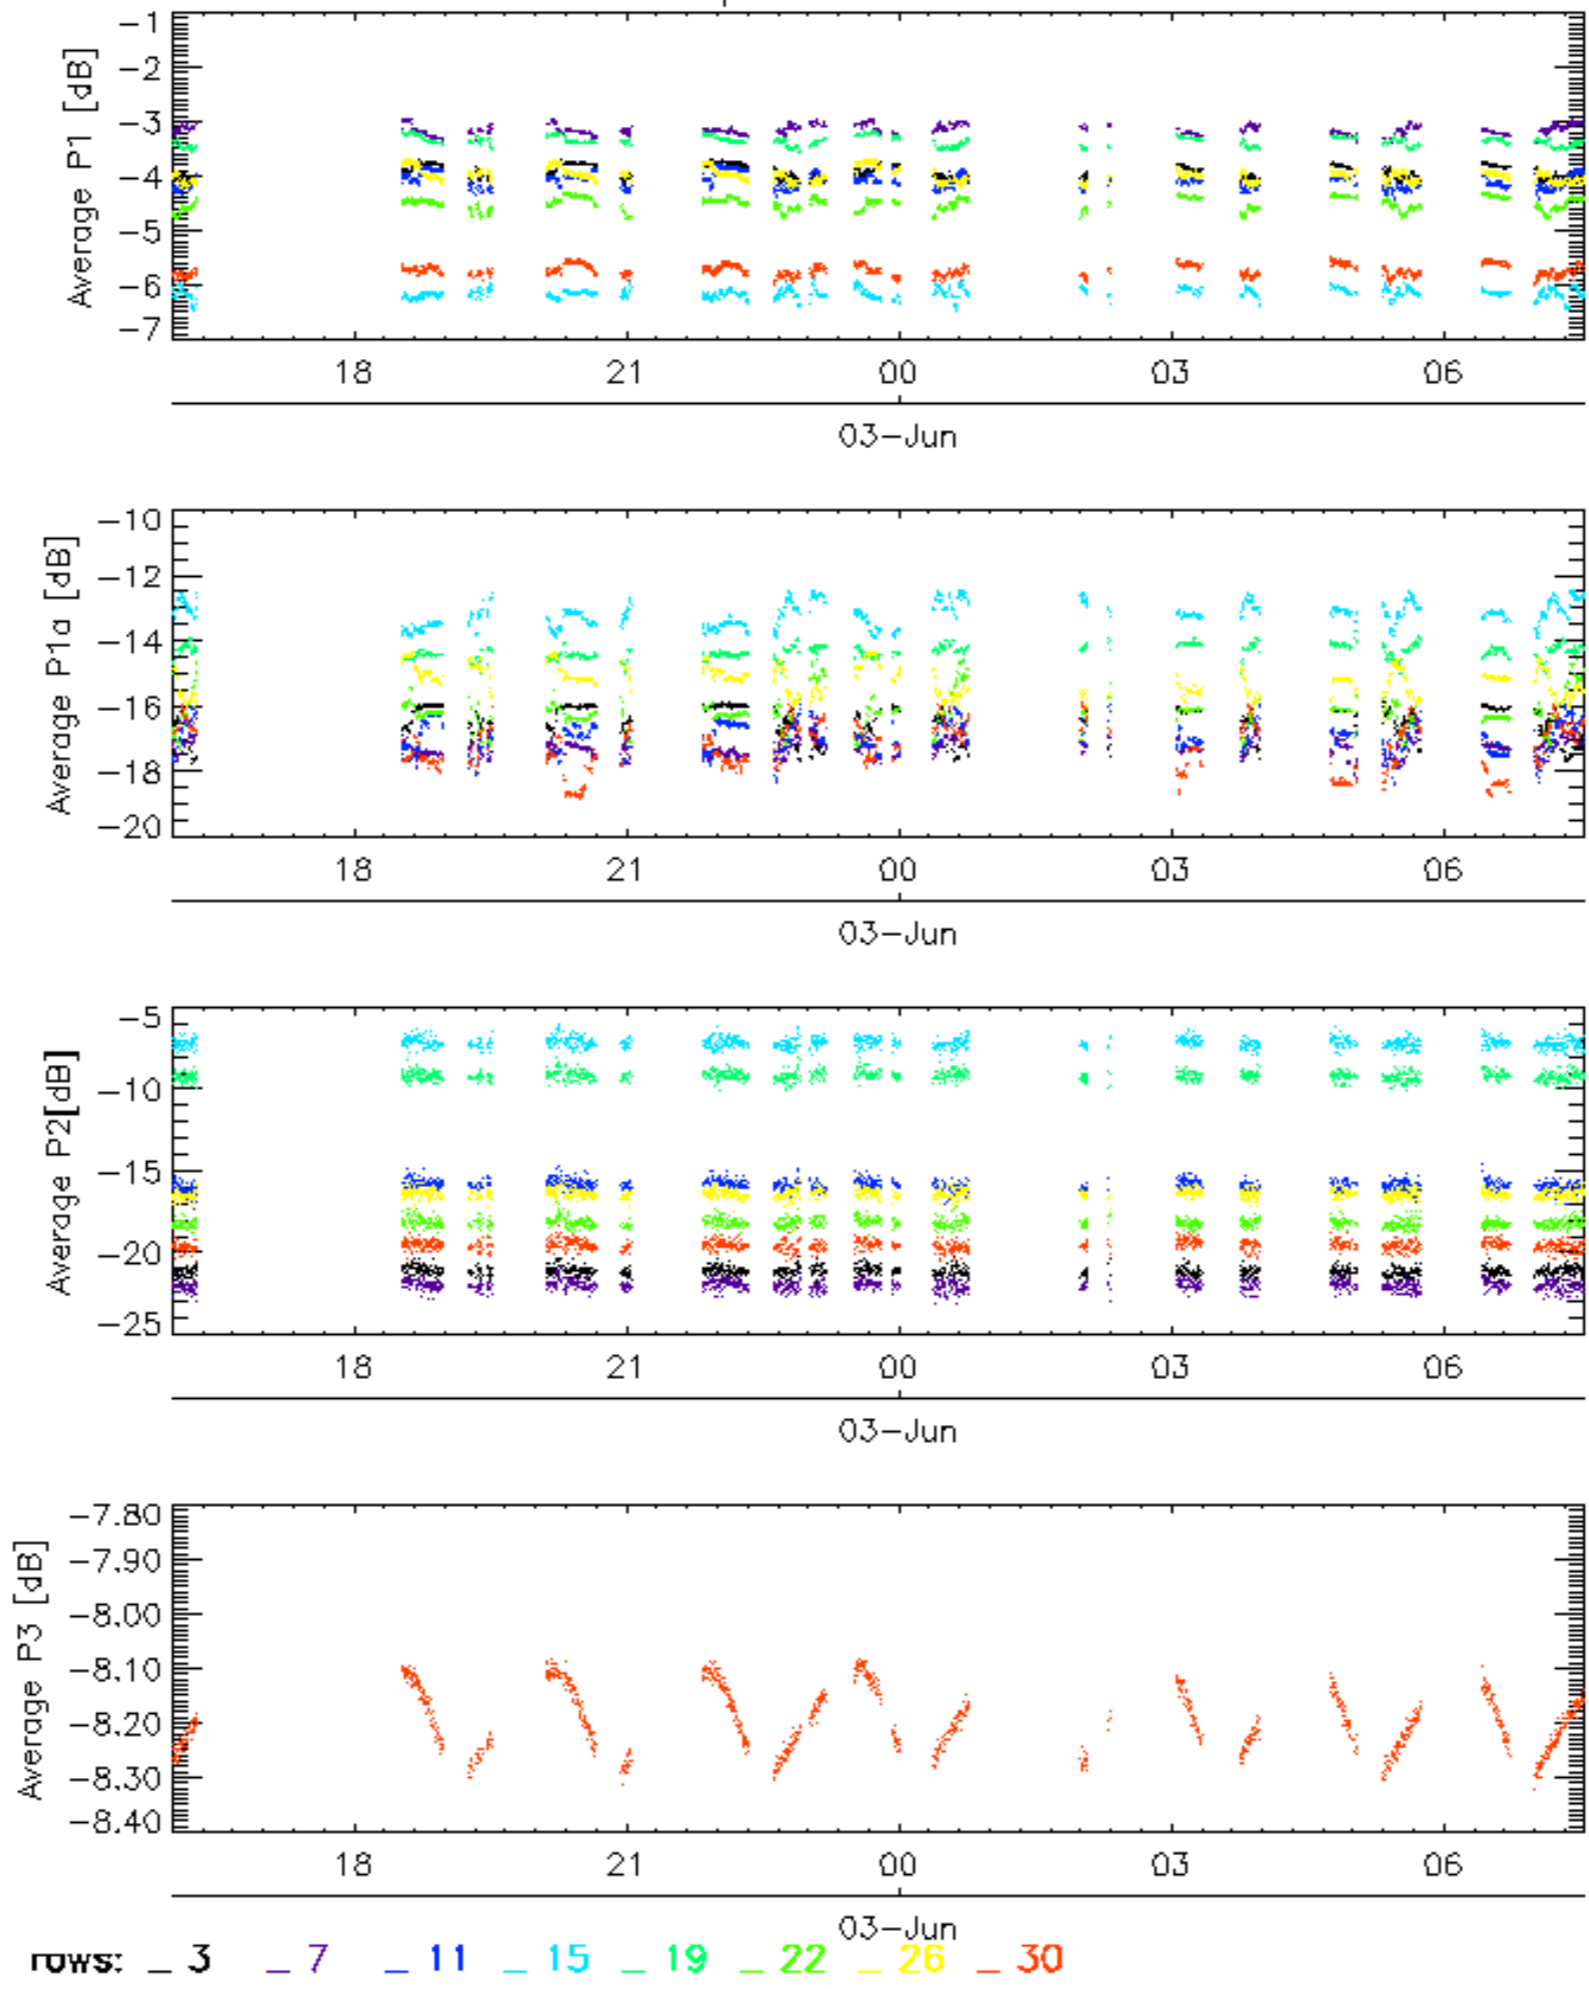 Average P1 [dB]
-1
-2
-3
-4
-5
-6
-7
18 21 00 03 06
03-Jun
Average P1a [dB]
-10
-12
-14
-16
-18
-20
18 21 00 03 06
03-Jun
Average P2[dB]
-5
-10
-15
-20
-25
18 21 00 03 06
03-Jun
Average P3 [dB]
-7.80
-7.90
-8.00
-8.10
-8.20
-8.30
-8.40
18 21 00 03 06
03-Jun
rows: _ 3 _ 7 _ 11 _ 15 _ 19 _ 22 _ 26 _ 30